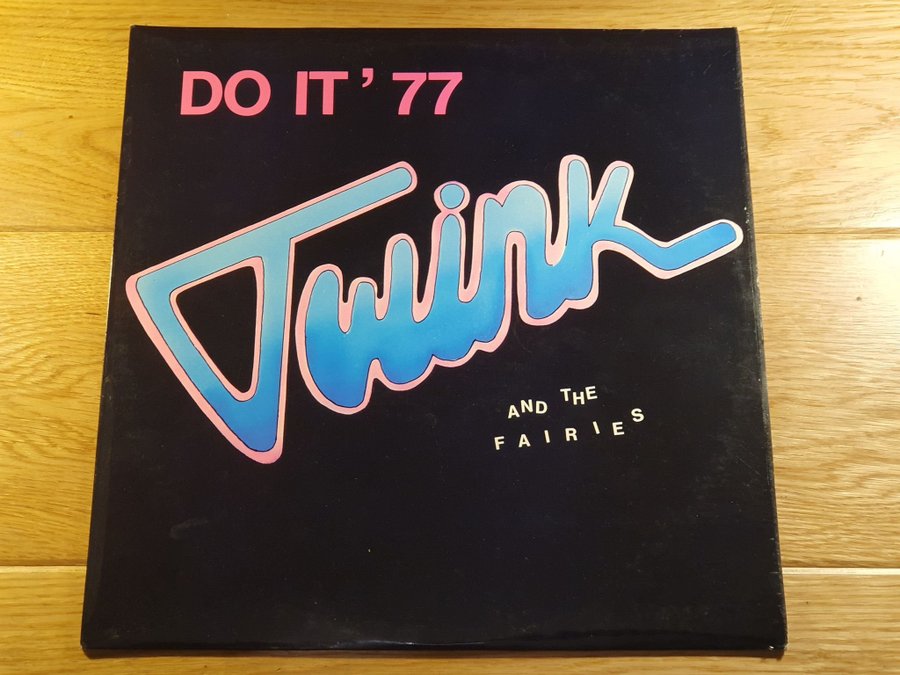 DO IT ' 77
Twink
AND THE
FAIRIES